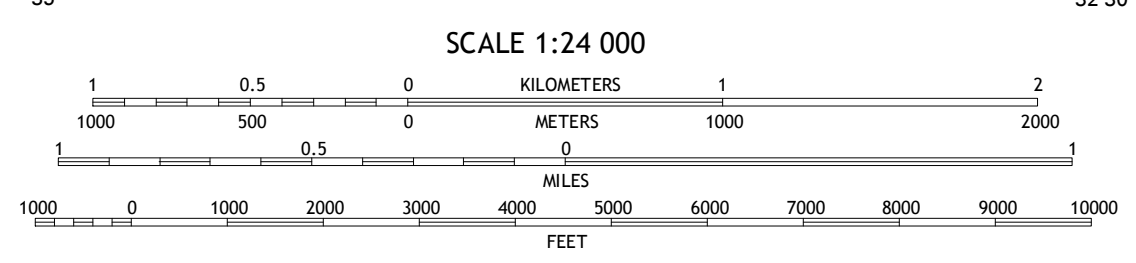 SCALE 1:24 000
1 0.5 0 KILOMETERS 1 2
1000 500 0 METERS 1000 2000
1 0.5 0 1
MILES
1000 0 1000 2000 3000 4000 5000 6000 7000 8000 9000 10000
FEET